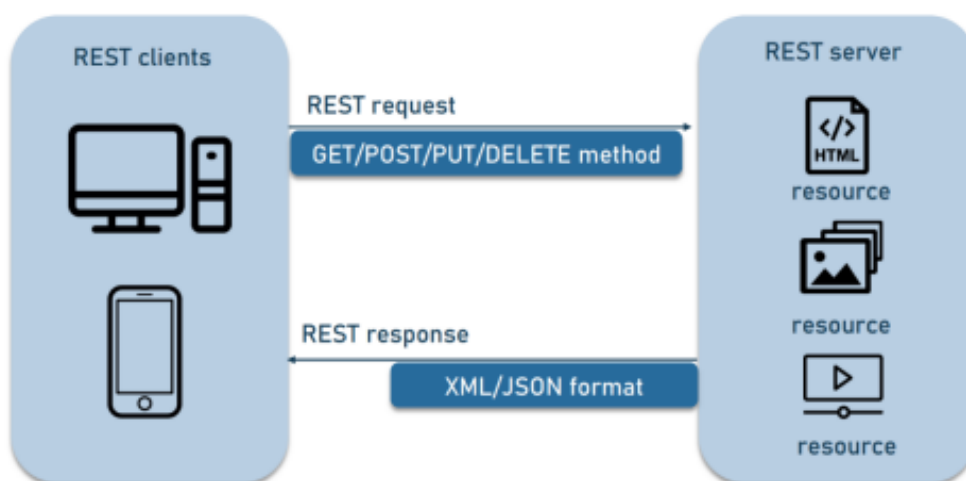 REST clients
REST server
REST request
GET/POST/PUT/DELETE method
</>
HTML
resource
resource
REST response
XML/JSON format
resource